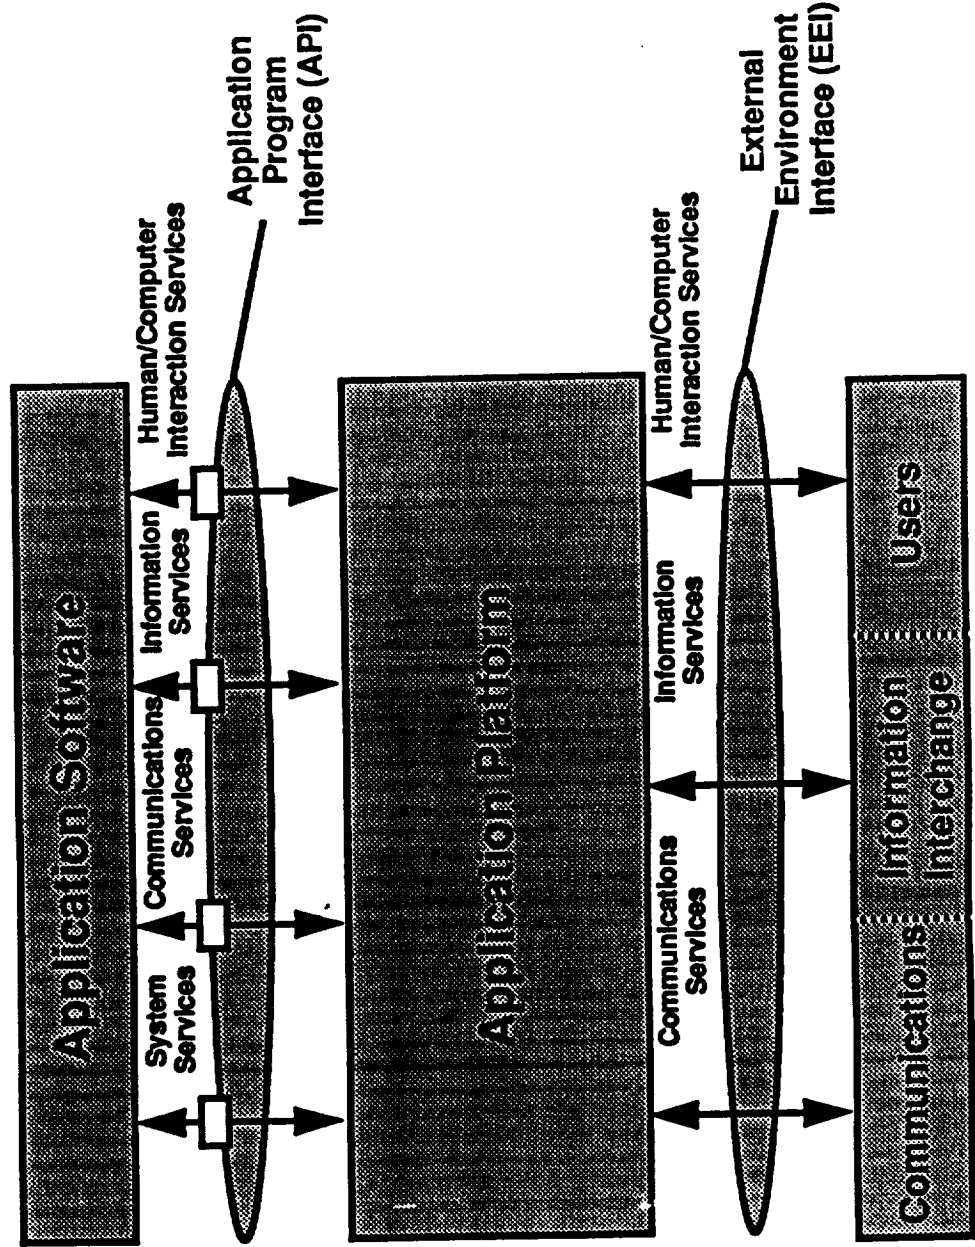 Application Software
System
Services
Communications
Services
Information
Services
Human/Computer
Interaction Services
Application
Program
Interface (API)
Application Platform
Communications
Services
Information
Services
Human/Computer
Interaction Services
External
Environment
Interface (EEI)
Communications
Information
Interchange
Users